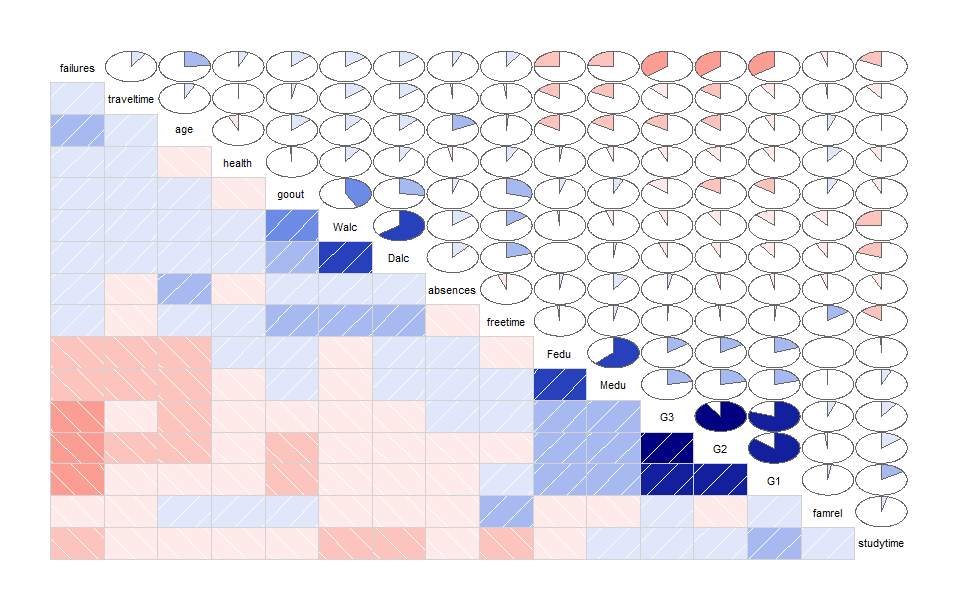 failures
traveltime
age
health
goout
Walc
Dalc
absences
freetime
Fedu
Medu
G3
G2
G1
famrel
studytime